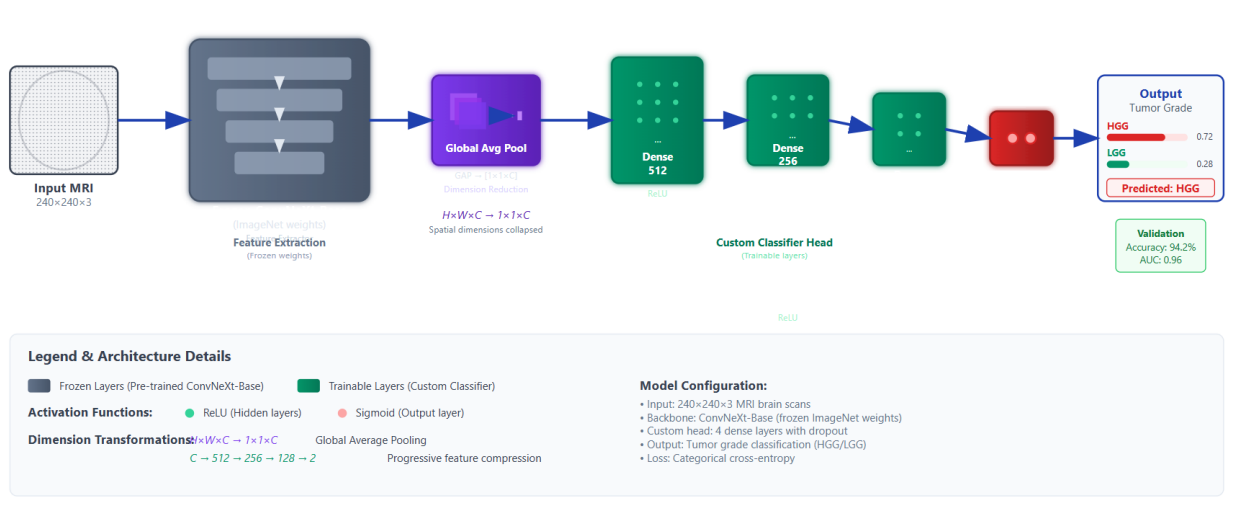 Input MRI
240×240×3
(ImageNet weights)
Feature Extractor
Feature Extraction
(Frozen weights)
Global Avg Pool
GAP → [1×1×C]
Dimension Reduction
H×W×C → 1×1×C
Spatial dimensions collapsed
...
Dense
512
ReLU
...
Dense
256
Custom Classifier Head
(Trainable layers)
ReLU
...
Output
Tumor Grade
HGG
0.72
LGG
0.28
Predicted: HGG
Validation
Accuracy: 94.2%
AUC: 0.96
Legend & Architecture Details
Frozen Layers (Pre-trained ConvNeXt-Base)
Trainable Layers (Custom Classifier)
Activation Functions:
ReLU (Hidden layers)
Sigmoid (Output layer)
Dimension Transformations:
H×W×C → 1×1×C
Global Average Pooling
C → 512 → 256 → 128 → 2
Progressive feature compression
Model Configuration:
• Input: 240×240×3 MRI brain scans
• Backbone: ConvNeXt-Base (frozen ImageNet weights)
• Custom head: 4 dense layers with dropout
• Output: Tumor grade classification (HGG/LGG)
• Loss: Categorical cross-entropy